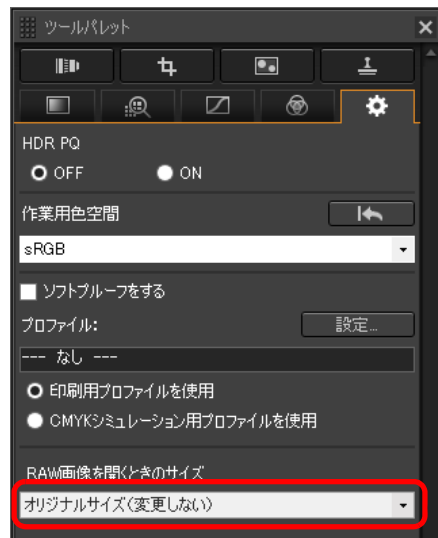 ツールパレット
HDR PQ
OFF ON
作業用色空間
sRGB
ソフトプルーフをする
プロファイル: 設定...
--- なし ---
印刷用プロファイルを使用
CMYKシミュレーション用プロファイルを使用
RAW画像を開くときのサイズ
オリジナルサイズ(変更しない)